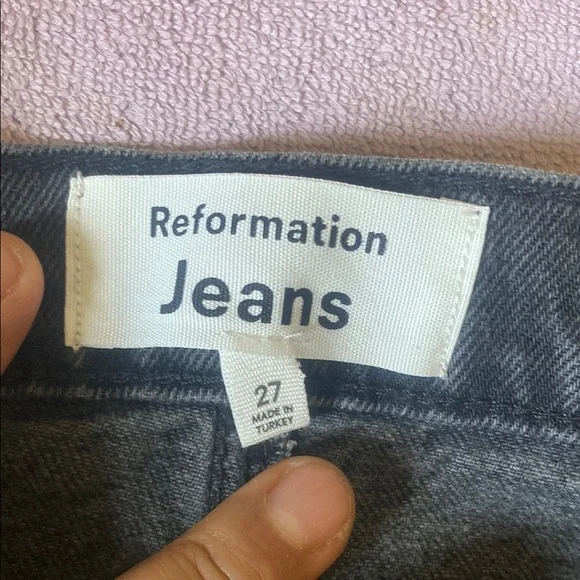 Reformation
Jeans
27
MADE IN
TURKEY